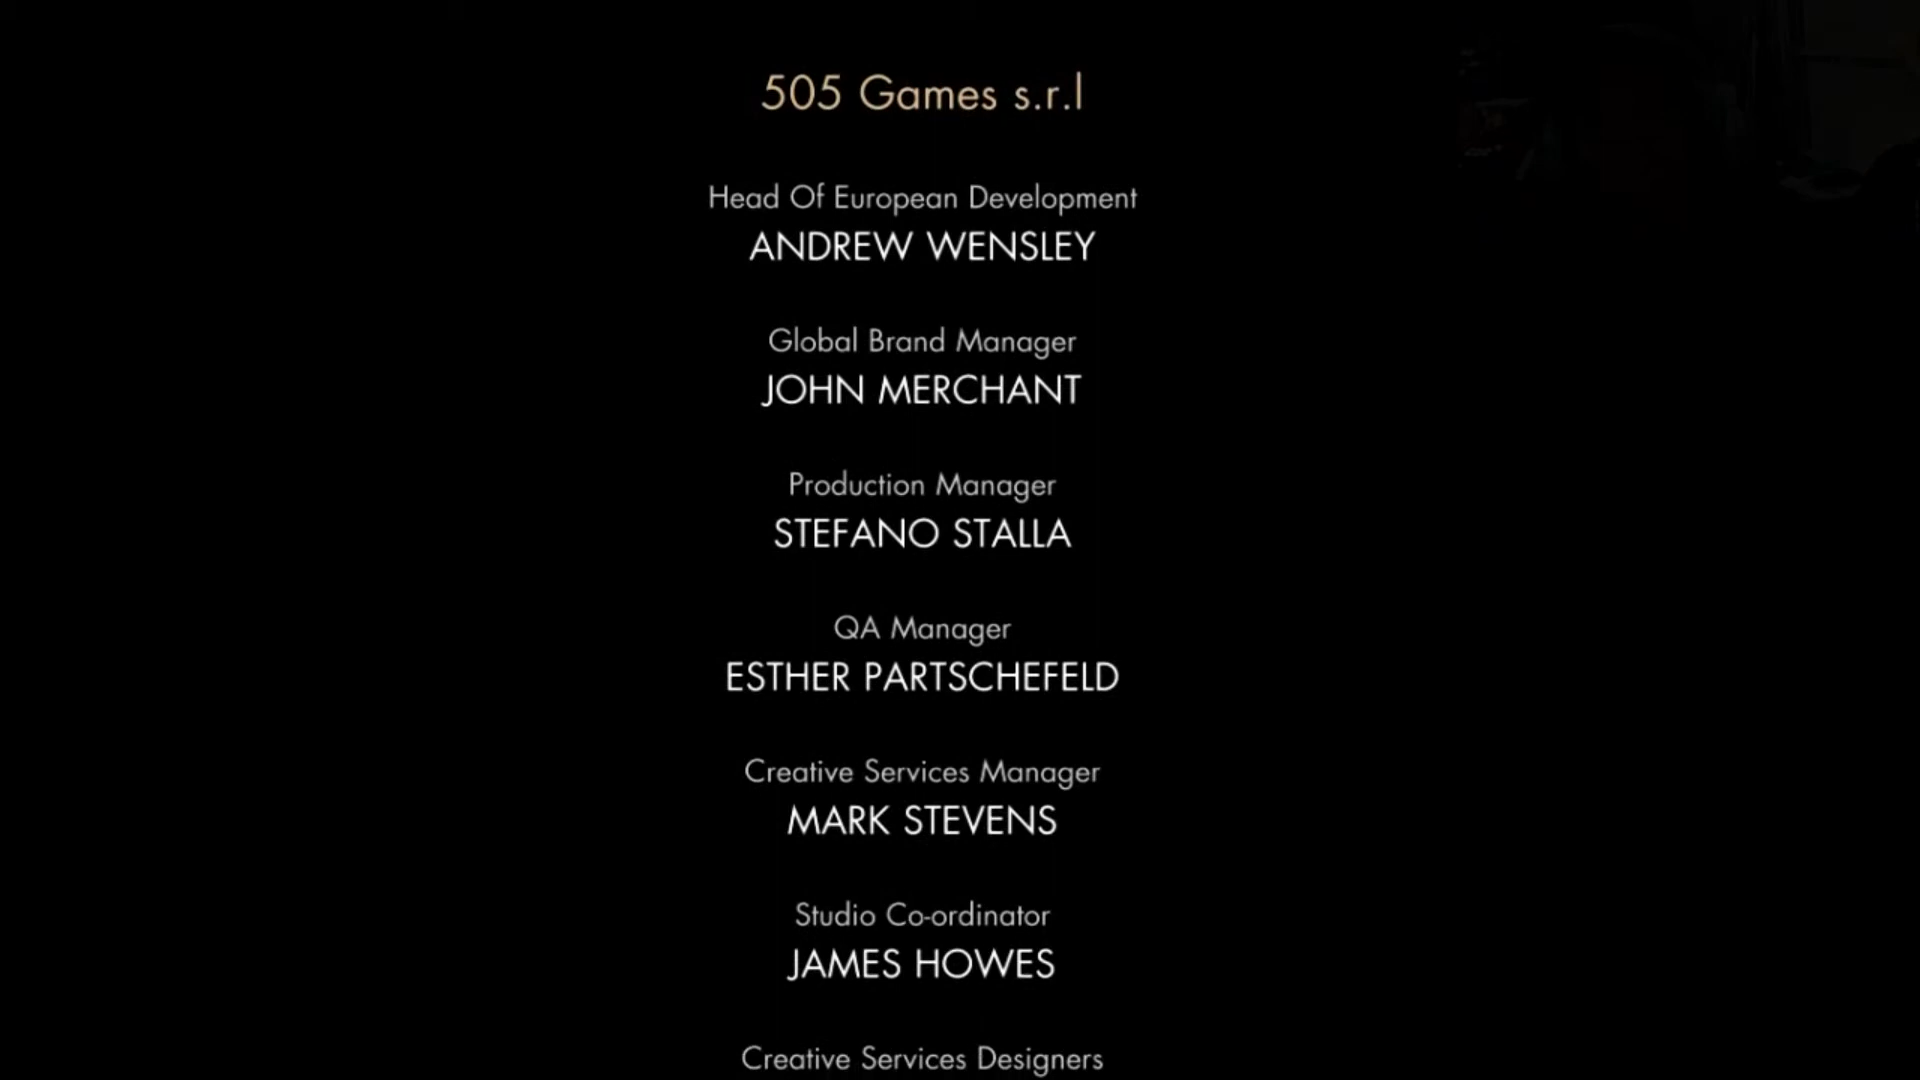 505 Games s.r.l
Head Of European Development
ANDREW WENSLEY
Global Brand Manager
JOHN MERCHANT
Production Manager
STEFANO STALLA
QA Manager
ESTHER PARTSCHEFELD
Creative Services Manager
MARK STEVENS
Studio Co-ordinator
JAMES HOWES
Creative Services Designers